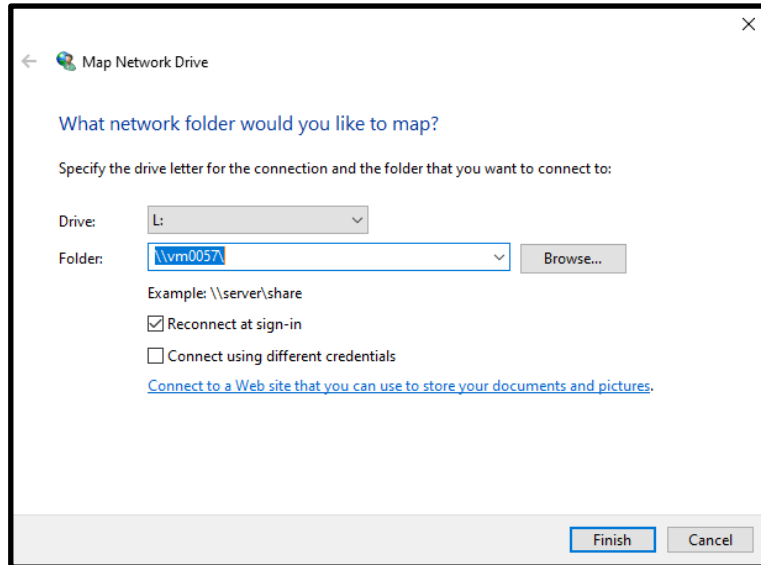 Map Network Drive
What network folder would you like to map?
Specify the drive letter for the connection and the folder that you want to connect to:
Drive: L:
Folder: \\vm0057\ Browse...
Example: \\server\share
Reconnect at sign-in
Connect using different credentials
Connect to a Web site that you can use to store your documents and pictures.
Finish Cancel